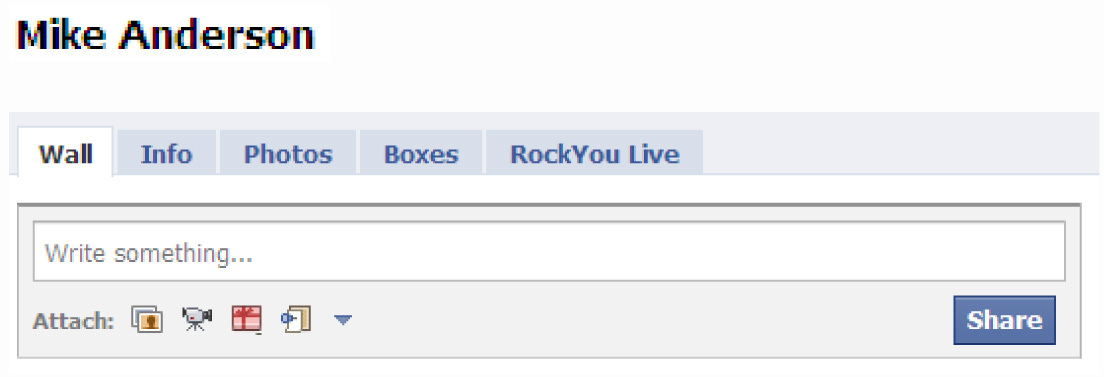 Mike Anderson
Wall Info Photos Boxes RockYou Live
Write something...
Attach: Share